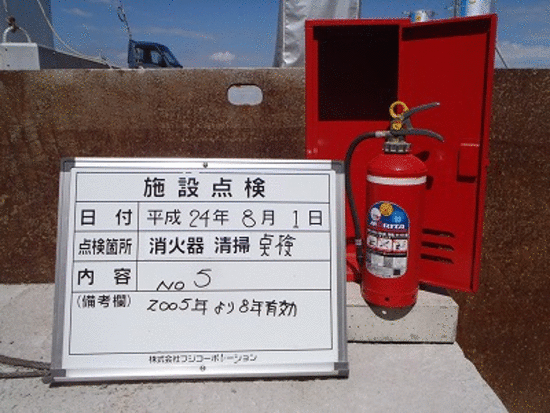 施設点検
日付 平成24年8月1日
点検箇所 消火器 清掃 点検
内容 NO 5
(備考欄) 2005年より8年有効
株式会社フジコーポレーション